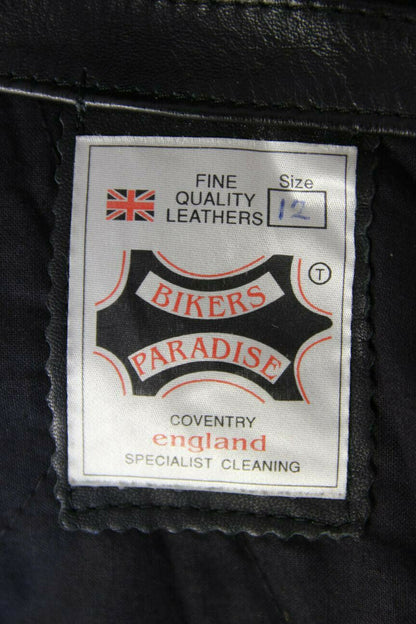 FINE
QUALITY
LEATHERS
Size
12
T
BIKERS
PARADISE
COVENTRY
england
SPECIALIST CLEANING